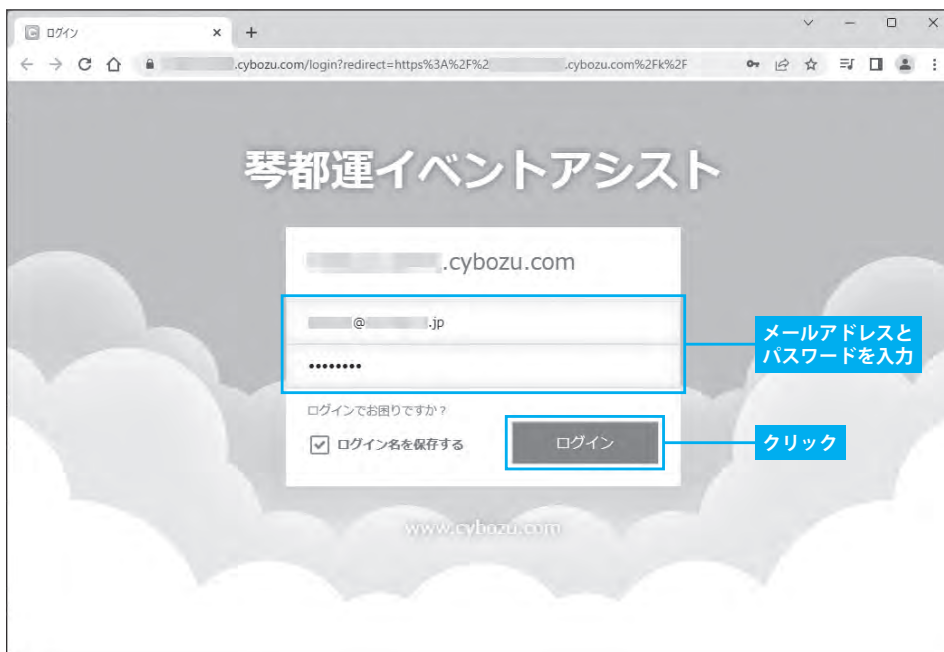 ログイン
.cybozu.com/login?redirect=https%3A%2F%2 .cybozu.com%2Fk%2F
琴都運イベントアシスト
.cybozu.com
@ .jp
••••••••
メールアドレスと
パスワードを入力
ログインでお困りですか?
ログイン名を保存する
ログイン
クリック
www.cybozu.com